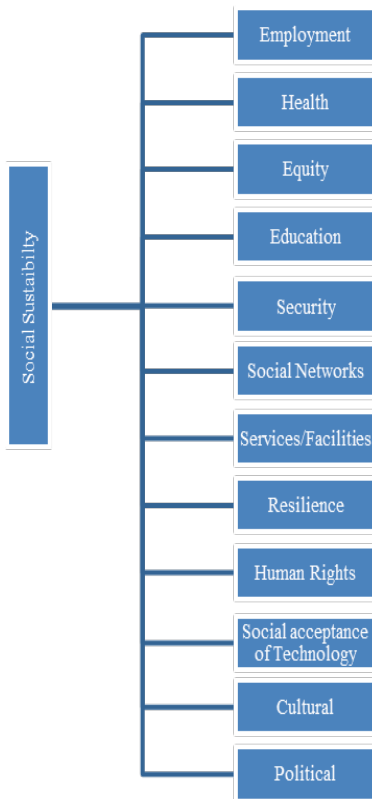 Social Sustaibilty
Employment
Health
Equity
Education
Security
Social Networks
Services/Facilities
Resilience
Human Rights
Social acceptance
of Technology
Cultural
Political